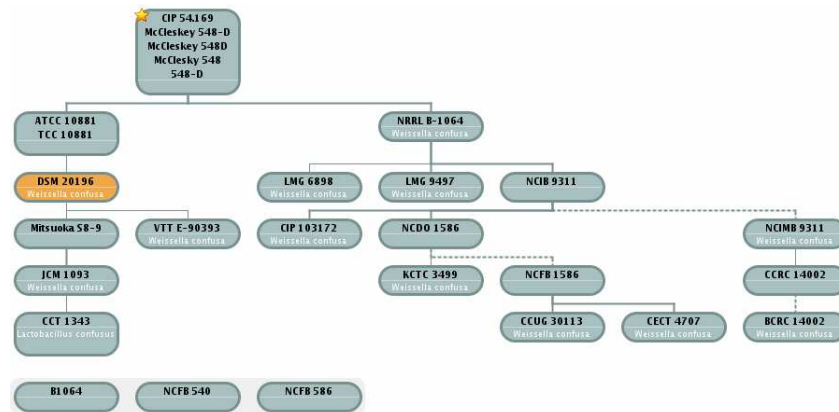 CIP 54.169
McCleskey 548-D
McCleskey 548D
McClesky 548
548-D
ATCC 10881
TCC 10881
NRRL B-1064
Weissella confusa
DSM 20196
Weissella confusa
LMG 6898
Weissella confusa
LMG 9497
Weissella confusa
NCIB 9311
Mitsuoka S8-9
VTT E-90393
Weissella confusa
CIP 103172
Weissella confusa
NCDO 1586
NCIMB 9311
Weissella confusa
JCM 1093
Weissella confusa
KCTC 3499
Weissella confusa
NCFB 1586
CCRC 14002
CCT 1343
Lactobacillus confusus
CCUG 30113
Weissella confusa
CECT 4707
Weissella confusa
BCRC 14002
Weissella confusa
B1064
NCFB 540
NCFB 586